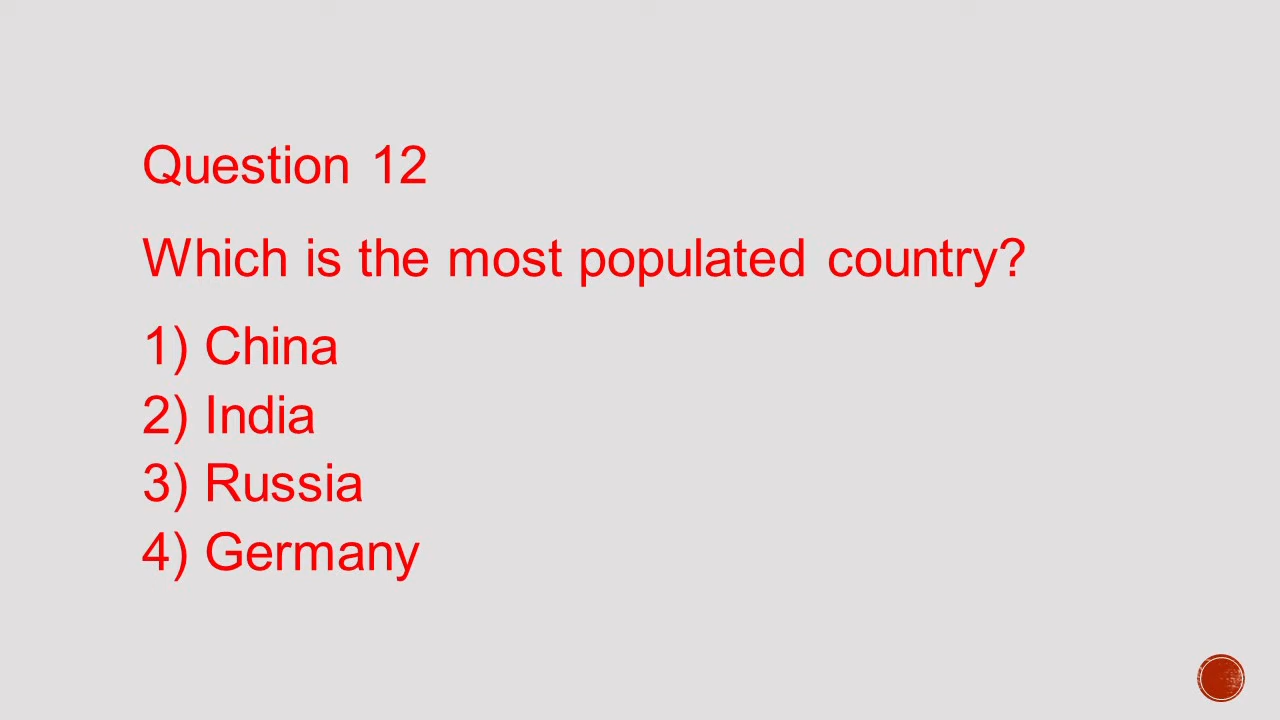 Question 12
Which is the most populated country?
1) China
2) India
3) Russia
4) Germany